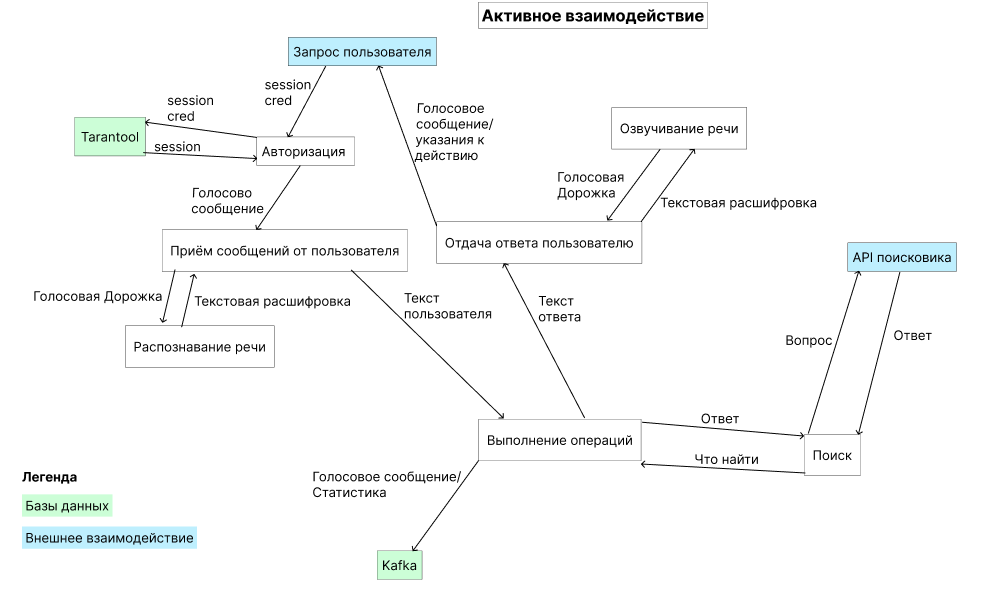 Активное взаимодействие
Запрос пользователя
session
cred
session
cred
Tarantool
session
Авторизация
Голосовое
сообщение/
указания к
действию
Озвучивание речи
Голосовая
Дорожка
Текстовая расшифровка
Голосово
сообщение
Приём сообщений от пользователя
Отдача ответа пользователю
API поисковика
Голосовая Дорожка
Текстовая расшифровка
Текст
пользователя
Текст
ответа
Распознавание речи
Вопрос
Ответ
Выполнение операций
Ответ
Что найти
Поиск
Голосовое сообщение/
Статистика
Kafka
Легенда
Базы данных
Внешнее взаимодействие